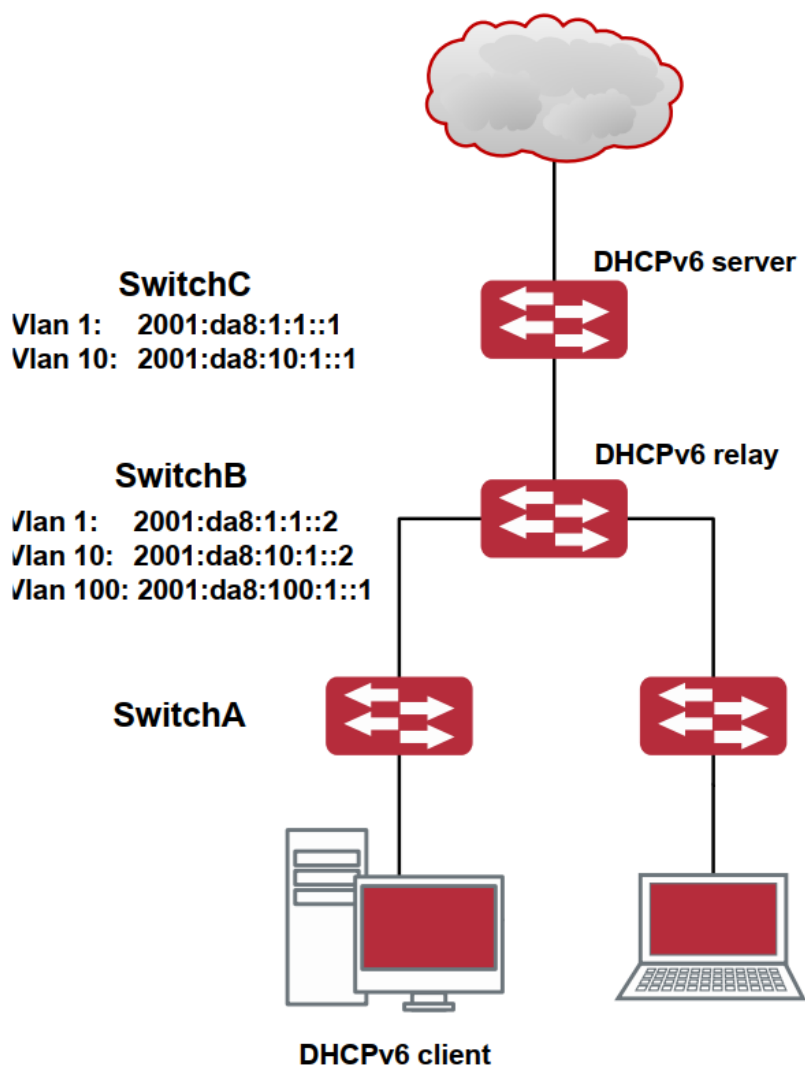 DHCPv6 server
SwitchC
Vlan 1: 2001:da8:1:1::1
Vlan 10: 2001:da8:10:1::1
DHCPv6 relay
SwitchB
Vlan 1: 2001:da8:1:1::2
Vlan 10: 2001:da8:10:1::2
Vlan 100: 2001:da8:100:1::1
SwitchA
DHCPv6 client